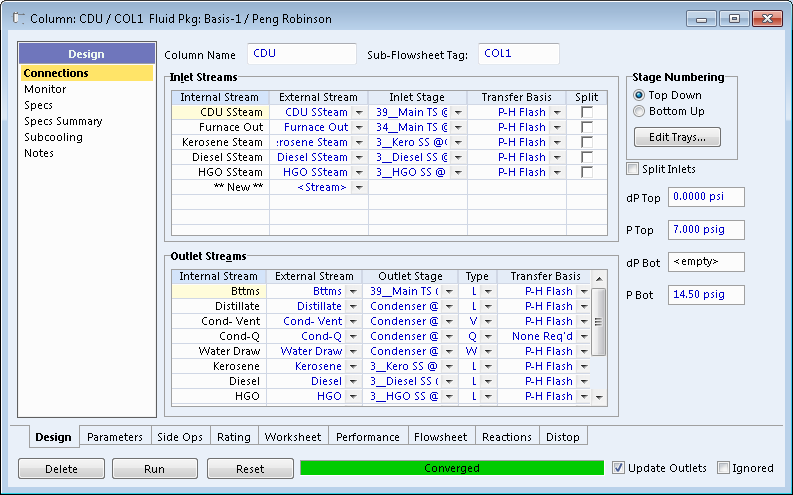 Column: CDU / COL1 Fluid Pkg: Basis-1 / Peng Robinson
Design
Connections
Monitor
Specs
Specs Summary
Subcooling
Notes
Column Name CDU Sub-Flowsheet Tag: COL1
Inlet Streams
Internal Stream External Stream Inlet Stage Transfer Basis Split
CDU SSteam CDU SSteam 39__Main TS @ P-H Flash
Furnace Out Furnace Out 34__Main TS @ P-H Flash
Kerosene SSteam rosene SSteam 3__Kero SS @C P-H Flash
Diesel SSteam Diesel SSteam 3__Diesel SS @ P-H Flash
HGO SSteam HGO SSteam 3__HGO SS @ P-H Flash
** New ** <Stream>
Stage Numbering
Top Down
Bottom Up
Edit Trays...
Split Inlets
dP Top 0.0000 psi
P Top 7.000 psig
dP Bot <empty>
P Bot 14.50 psig
Outlet Streams
Internal Stream External Stream Outlet Stage Type Transfer Basis
Bttms Bttms 39__Main TS L P-H Flash
Distillate Distillate Condenser @ L P-H Flash
Cond- Vent Cond- Vent Condenser @ V P-H Flash
Cond-Q Cond-Q Condenser @ Q None Req'd
Water Draw Water Draw Condenser @ W P-H Flash
Kerosene Kerosene 3__Kero SS @ L P-H Flash
Diesel Diesel 3__Diesel SS L P-H Flash
HGO HGO 3__HGO SS @ L P-H Flash
Design Parameters Side Ops Rating Worksheet Performance Flowsheet Reactions Distop
Delete Run Reset Converged Update Outlets Ignored